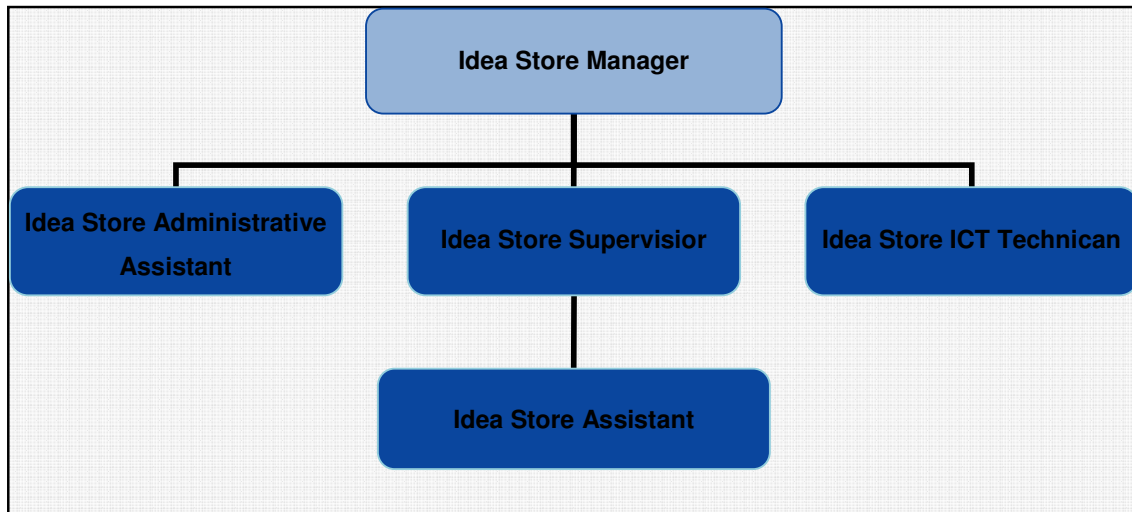 Idea Store Manager
Idea Store Administrative
Assistant
Idea Store Supervisior
Idea Store ICT Technican
Idea Store Assistant